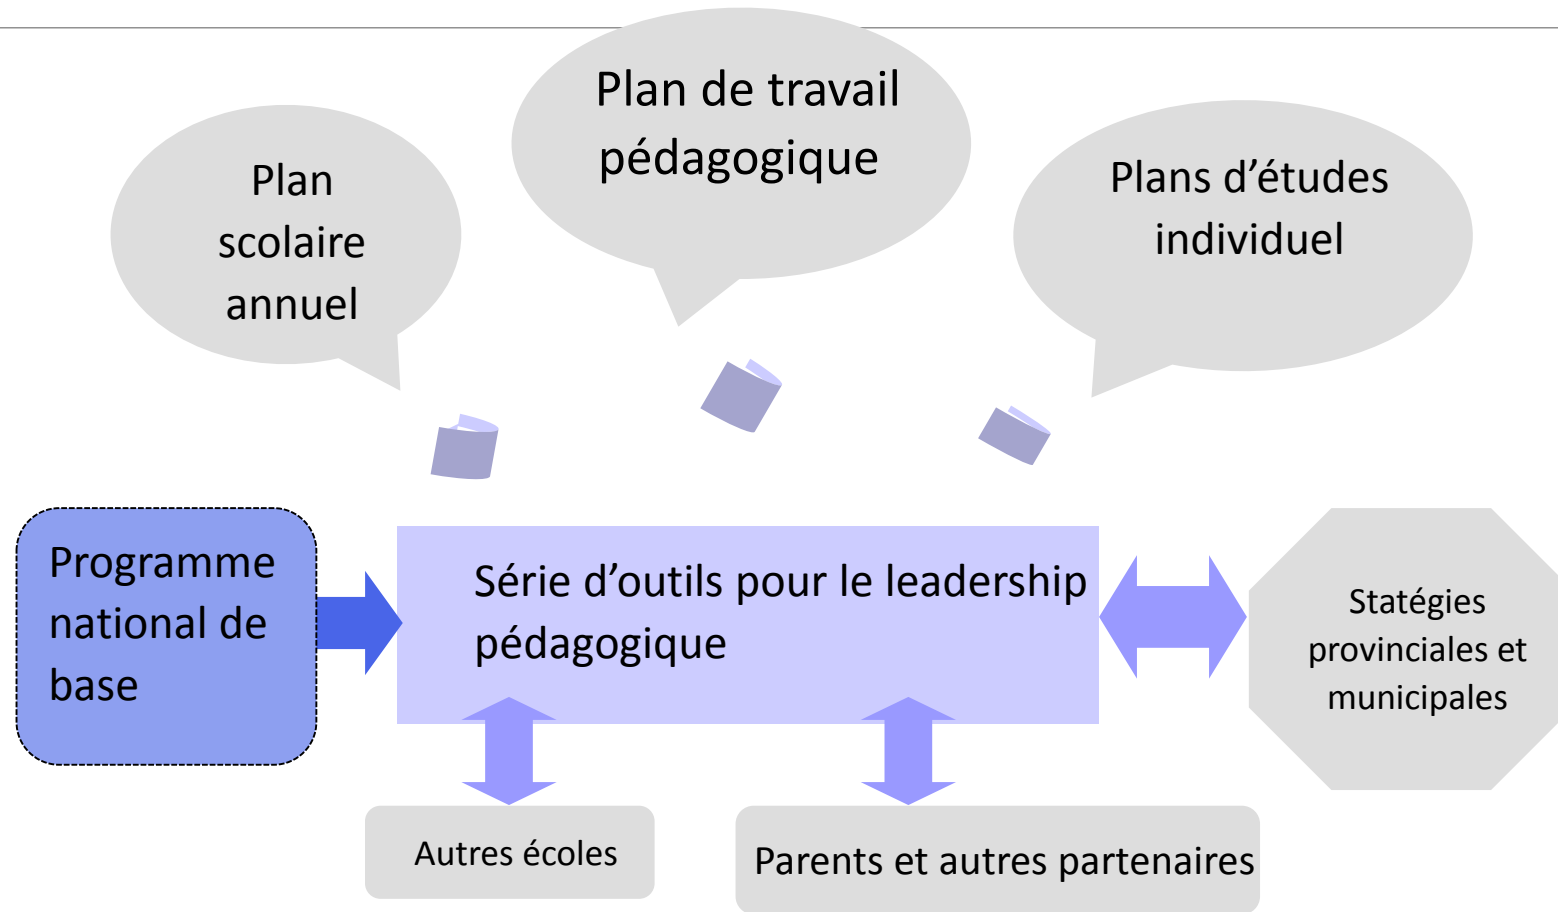 Plan de travail
pédagogique
Plan
scolaire
annuel
Plans d’études
individuel
Programme
national de
base
Série d’outils pour le leadership
pédagogique
Statégies
provinciales et
municipales
Autres écoles
Parents et autres partenaires